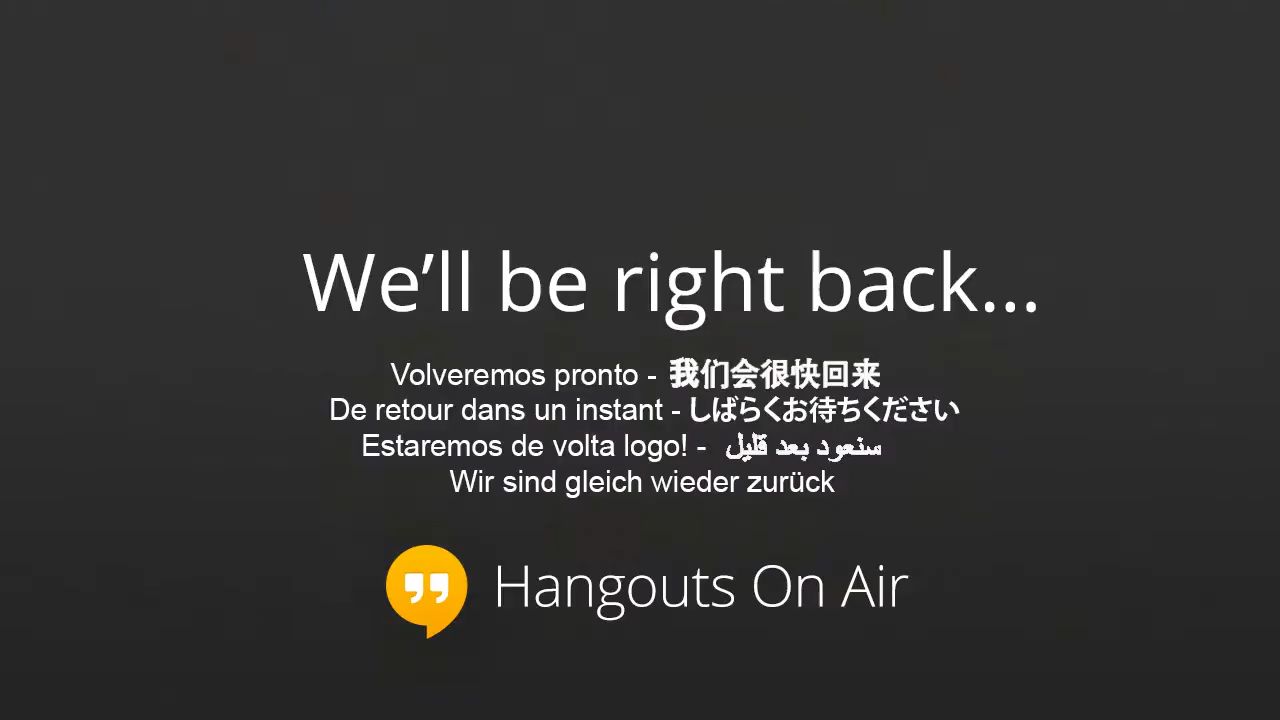 We’ll be right back...
Volveremos pronto - 我们会很快回来
De retour dans un instant - しばらくお待ちください
Estaremos de volta logo! - سنعود بعد قليل
Wir sind gleich wieder zurück
Hangouts On Air